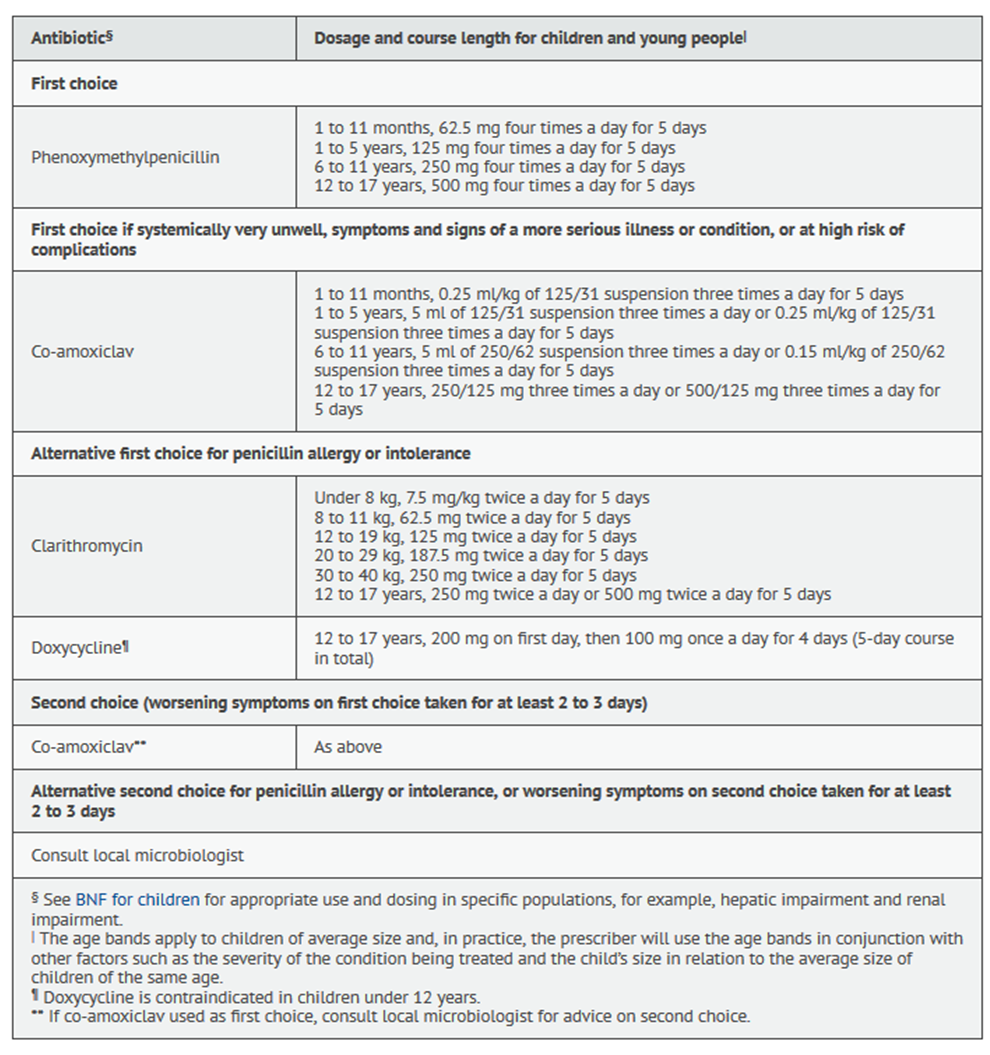 Antibiotic§
Dosage and course length for children and young people|
First choice
Phenoxymethylpenicillin
1 to 11 months, 62.5 mg four times a day for 5 days
1 to 5 years, 125 mg four times a day for 5 days
6 to 11 years, 250 mg four times a day for 5 days
12 to 17 years, 500 mg four times a day for 5 days
First choice if systemically very unwell, symptoms and signs of a more serious illness or condition, or at high risk of
complications
Co-amoxiclav
1 to 11 months, 0.25 ml/kg of 125/31 suspension three times a day for 5 days
1 to 5 years, 5 ml of 125/31 suspension three times a day or 0.25 ml/kg of 125/31
suspension three times a day for 5 days
6 to 11 years, 5 ml of 250/62 suspension three times a day or 0.15 ml/kg of 250/62
suspension three times a day for 5 days
12 to 17 years, 250/125 mg three times a day or 500/125 mg three times a day for
5 days
Alternative first choice for penicillin allergy or intolerance
Clarithromycin
Under 8 kg, 7.5 mg/kg twice a day for 5 days
8 to 11 kg, 62.5 mg twice a day for 5 days
12 to 19 kg, 125 mg twice a day for 5 days
20 to 29 kg, 187.5 mg twice a day for 5 days
30 to 40 kg, 250 mg twice a day for 5 days
12 to 17 years, 250 mg twice a day or 500 mg twice a day for 5 days
Doxycycline¶
12 to 17 years, 200 mg on first day, then 100 mg once a day for 4 days (5-day course
in total)
Second choice (worsening symptoms on first choice taken for at least 2 to 3 days)
Co-amoxiclav**
As above
Alternative second choice for penicillin allergy or intolerance, or worsening symptoms on second choice taken for at least
2 to 3 days
Consult local microbiologist
§ See BNF for children for appropriate use and dosing in specific populations, for example, hepatic impairment and renal
impairment.
| The age bands apply to children of average size and, in practice, the prescriber will use the age bands in conjunction with
other factors such as the severity of the condition being treated and the child's size in relation to the average size of
children of the same age.
¶ Doxycycline is contraindicated in children under 12 years.
** If co-amoxiclav used as first choice, consult local microbiologist for advice on second choice.